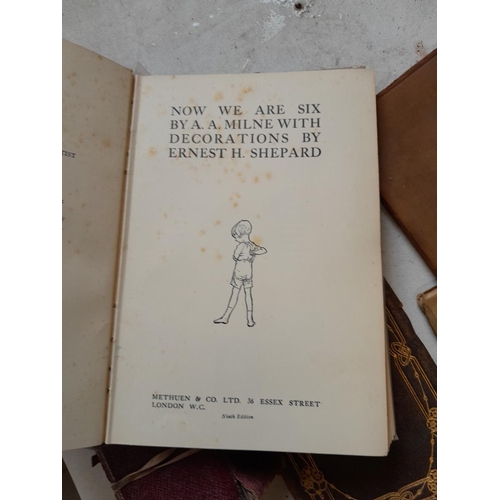 NOW WE ARE SIX
BY A. A. MILNE WITH
DECORATIONS BY
ERNEST H. SHEPARD
METHUEN & CO. LTD. 36 ESSEX STREET
LONDON W.C.
Ninth Edition